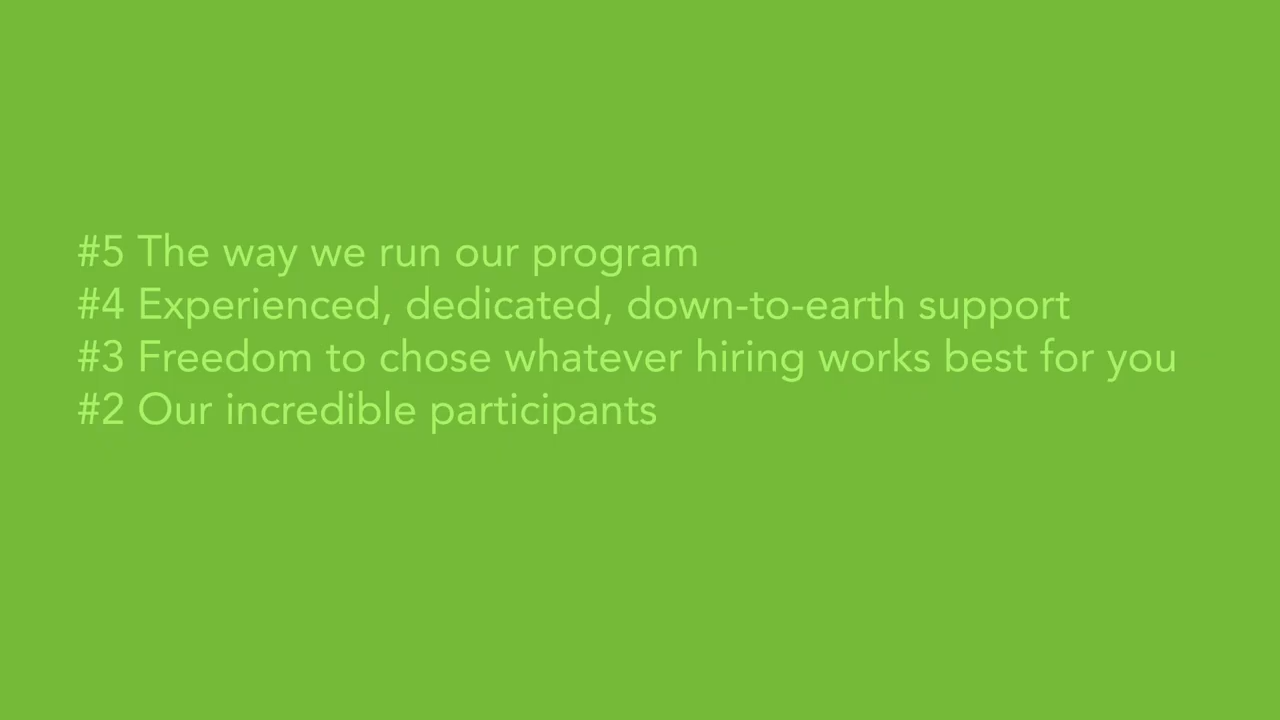 #5 The way we run our program
#4 Experienced, dedicated, down-to-earth support
#3 Freedom to chose whatever hiring works best for you
#2 Our incredible participants